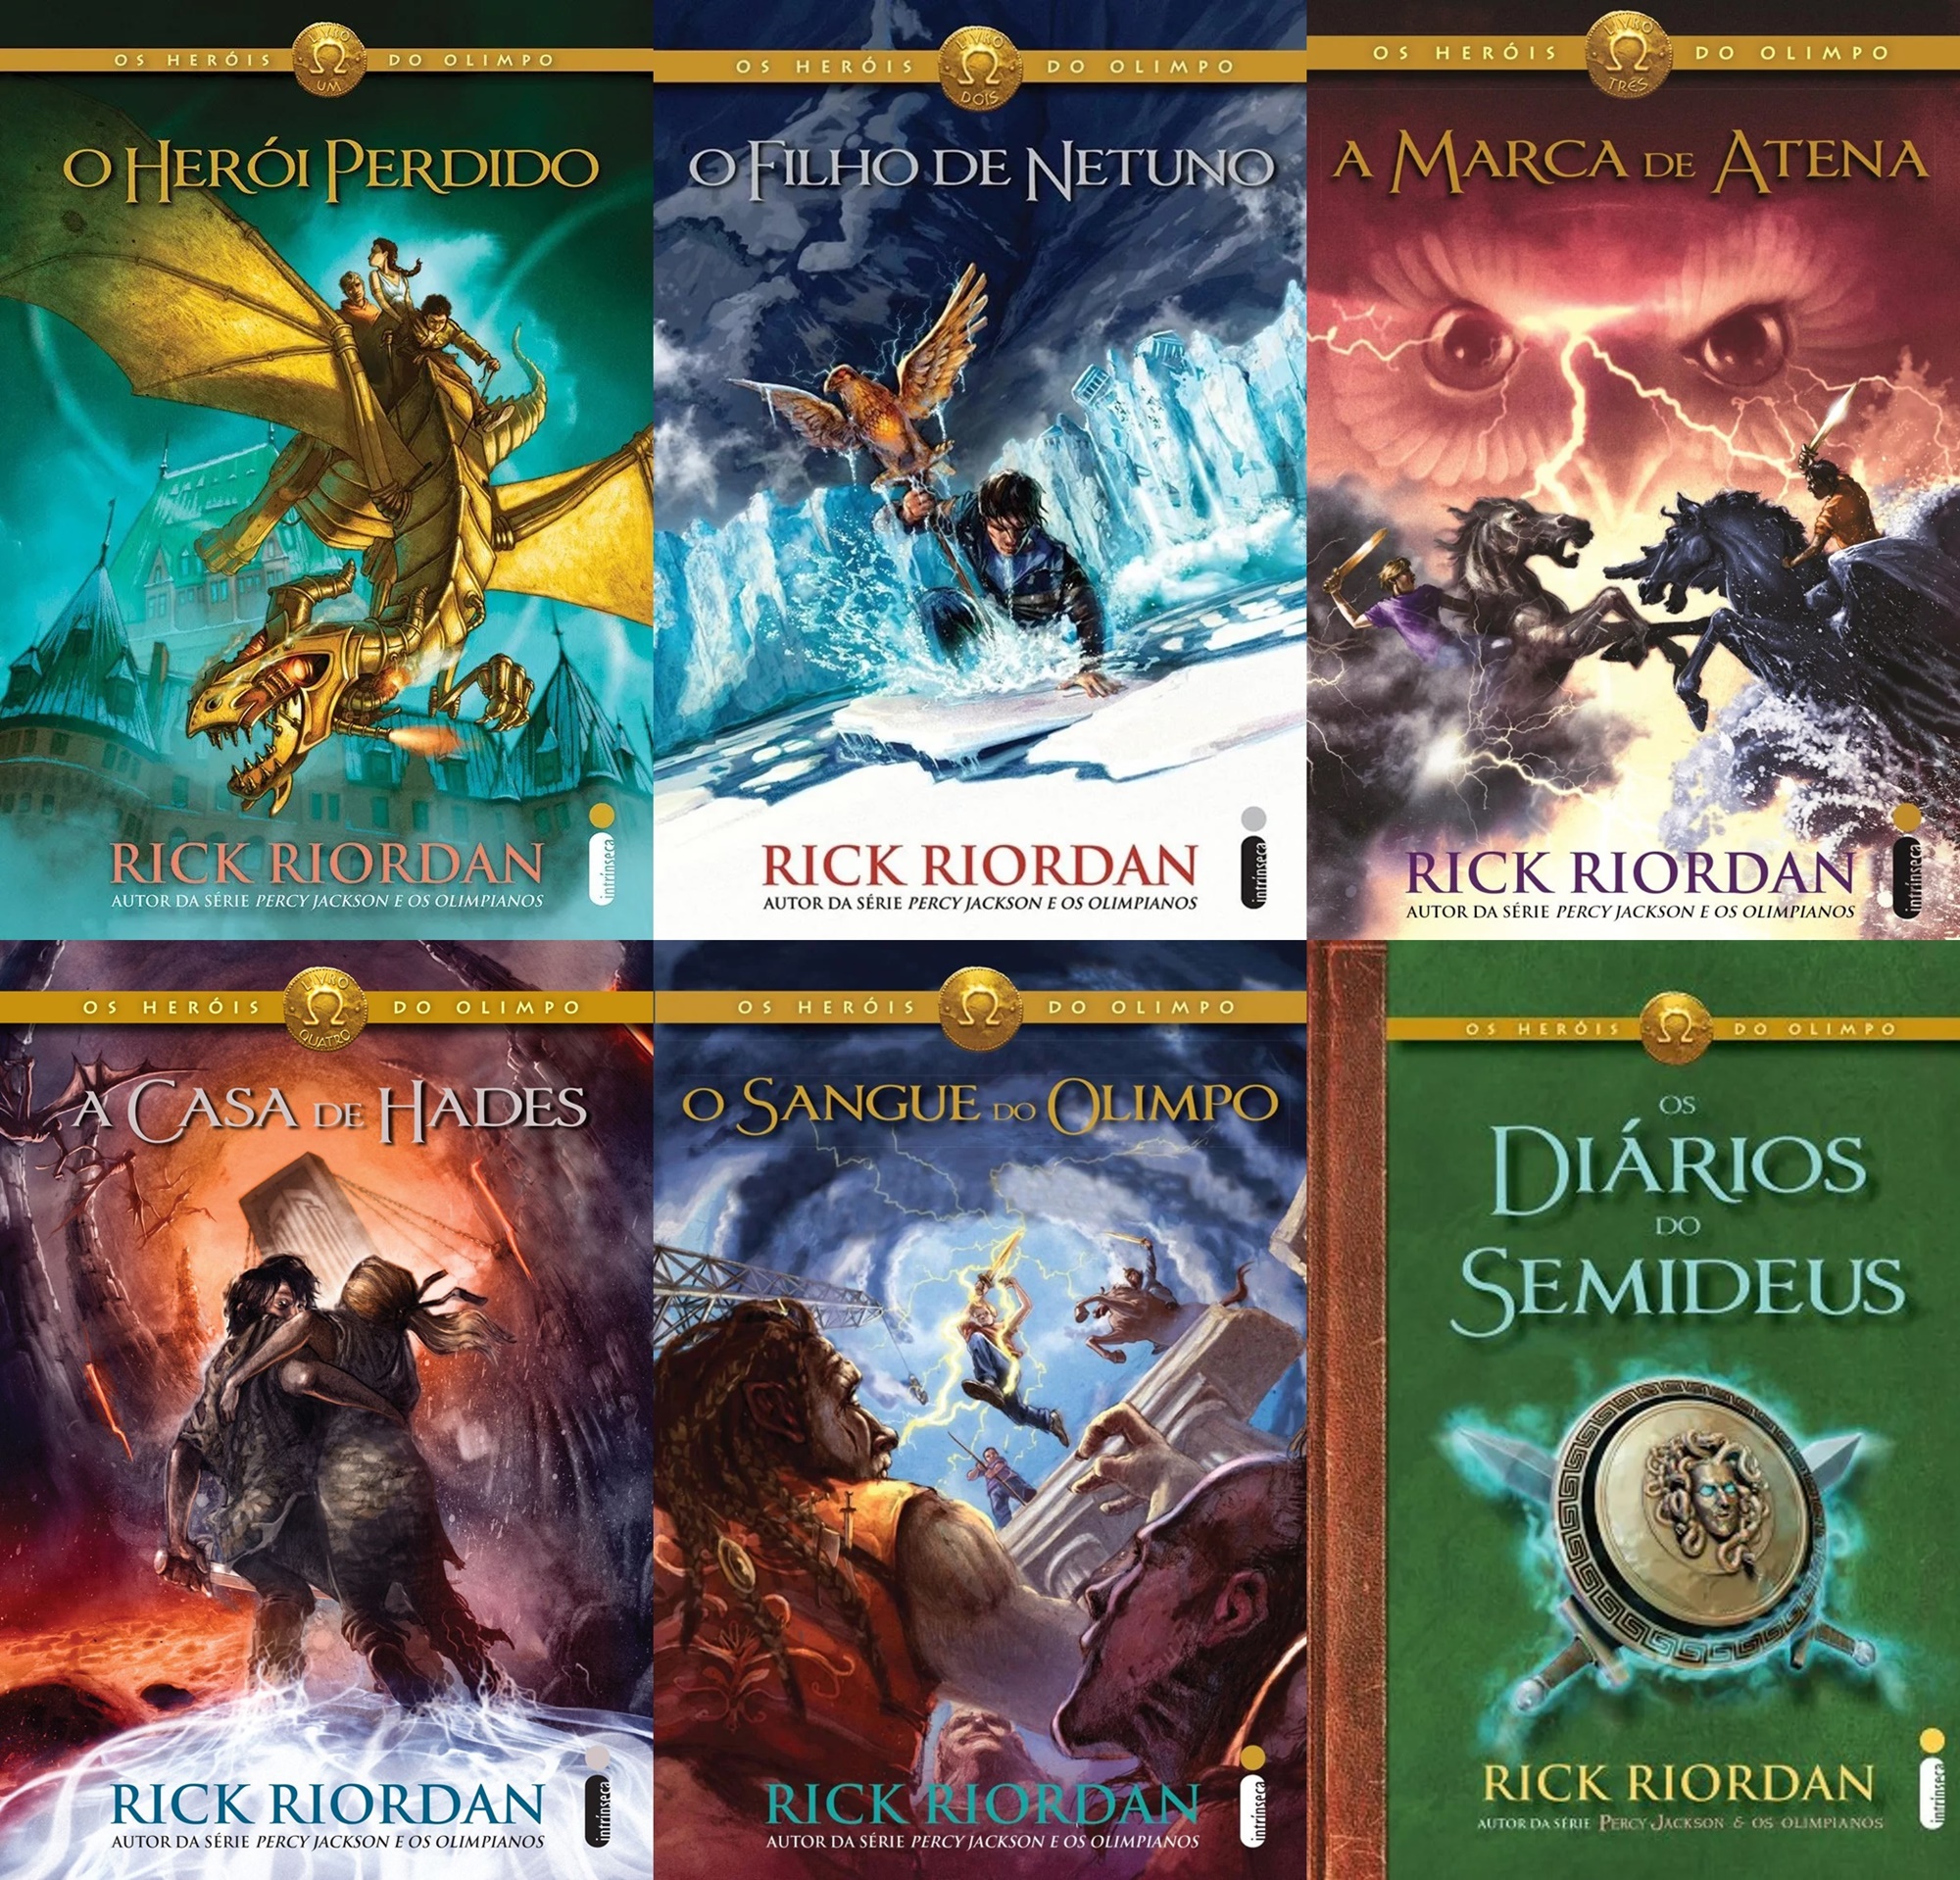 OS HERÓIS DO OLIMPO
LIVRO
Ω
UM
O HERÓI PERDIDO
RICK RIORDAN
AUTOR DA SÉRIE PERCY JACKSON E OS OLIMPIANOS
intrínseca
OS HERÓIS DO OLIMPO
LIVRO
Ω
DOIS
O FILHO DE NETUNO
RICK RIORDAN
AUTOR DA SÉRIE PERCY JACKSON E OS OLIMPIANOS
intrínseca
OS HERÓIS DO OLIMPO
LIVRO
Ω
TRÊS
A MARCA DE ATENA
RICK RIORDAN
AUTOR DA SÉRIE PERCY JACKSON E OS OLIMPIANOS
intrínseca
OS HERÓIS DO OLIMPO
LIVRO
Ω
QUATRO
A CASA DE HADES
RICK RIORDAN
AUTOR DA SÉRIE PERCY JACKSON E OS OLIMPIANOS
intrínseca
OS HERÓIS DO OLIMPO
Ω
O SANGUE DO OLIMPO
RICK RIORDAN
AUTOR DA SÉRIE PERCY JACKSON E OS OLIMPIANOS
intrínseca
OS HERÓIS DO OLIMPO
Ω
OS
DIÁRIOS
DO
SEMIDEUS
RICK RIORDAN
AUTOR DA SÉRIE PERCY JACKSON & OS OLIMPIANOS
intrínseca